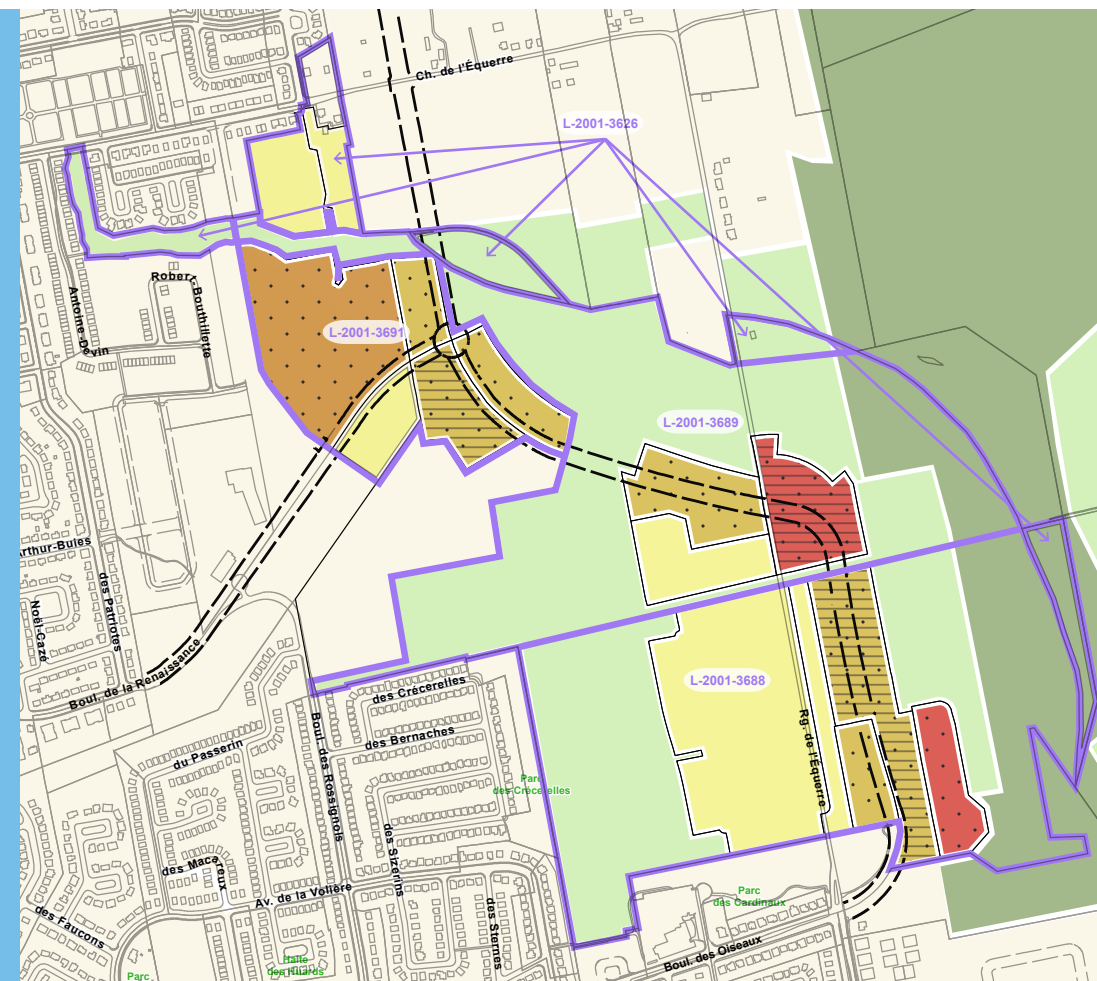 Ch. de l'Équerre
L-2001-3626
Antoine-Devin
Robert-Bouthillette
L-2001-3691
L-2001-3689
Arthur-Buies
des Patriotes
Noël-Cazé
Boul. de la Renaissance
des Crécerelles
L-2001-3688
des Bernaches
du Passerin
Boul. des Rossignols
Rg. de l'Équerre
Parc
des Crécerelles
des Sizerins
des Macareux
Av. de la Volière
Parc
des Cardinaux
des Faucons
des Sternes
Boul. des Oiseaux
Halte
des Huards
Parc